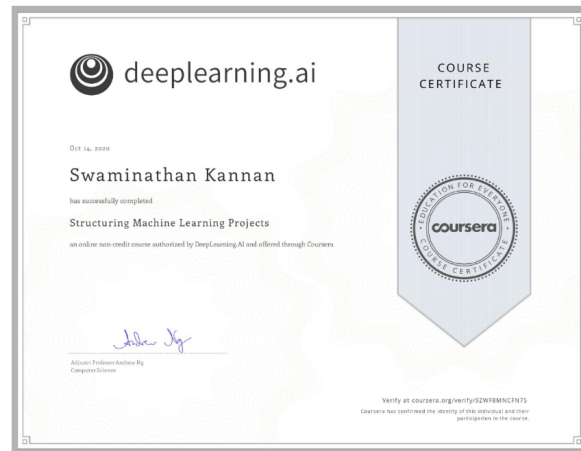 deeplearning.ai
COURSE
CERTIFICATE
Oct 14, 2020
Swaminathan Kannan
has successfully completed
Structuring Machine Learning Projects
an online non-credit course authorized by DeepLearning.AI and offered through Coursera
EDUCATION FOR EVERYONE
coursera
COURSE CERTIFICATE
Andrew Ng
Adjunct Professor Andrew Ng
Computer Science
Verify at coursera.org/verify/9ZWFBMNCFN7S
Coursera has confirmed the identity of this individual and their
participation in the course.